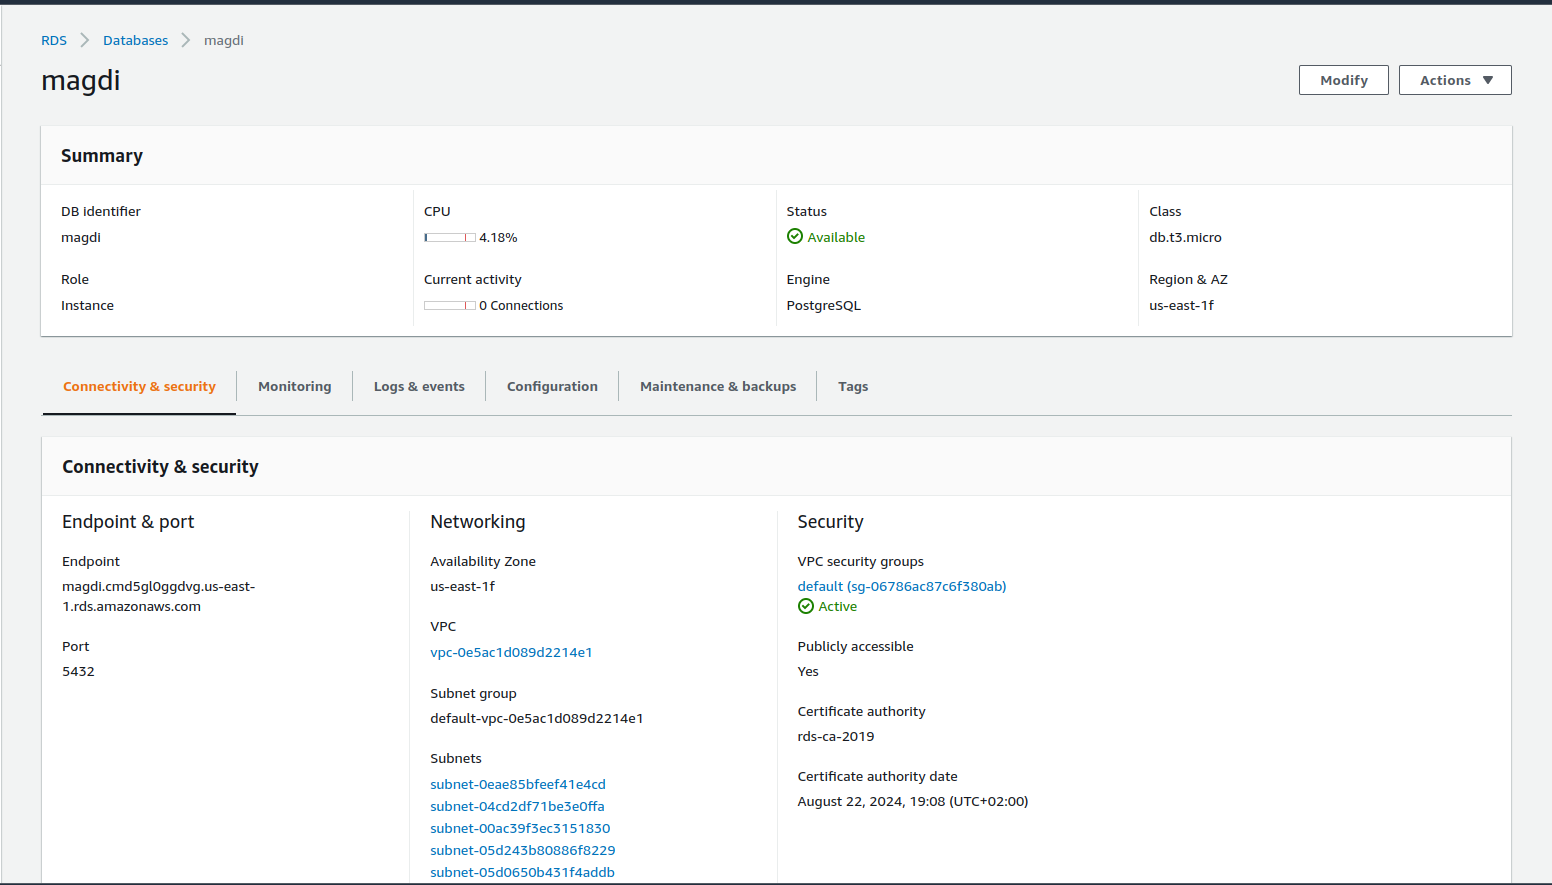 RDS > Databases > magdi
magdi
Modify
Actions
Summary
DB identifier
magdi
Role
Instance
CPU
4.18%
Current activity
0 Connections
Status
Available
Engine
PostgreSQL
Class
db.t3.micro
Region & AZ
us-east-1f
Connectivity & security
Monitoring
Logs & events
Configuration
Maintenance & backups
Tags
Connectivity & security
Endpoint & port
Endpoint
magdi.cmd5gl0ggdvg.us-east-
1.rds.amazonaws.com
Port
5432
Networking
Availability Zone
us-east-1f
VPC
vpc-0e5ac1d089d2214e1
Subnet group
default-vpc-0e5ac1d089d2214e1
Subnets
subnet-0eae85bfeef41e4cd
subnet-04cd2df71be3e0ffa
subnet-00ac39f3ec3151830
subnet-05d243b80886f8229
subnet-05d0650b431f4addb
Security
VPC security groups
default (sg-06786ac87c6f380ab)
Active
Publicly accessible
Yes
Certificate authority
rds-ca-2019
Certificate authority date
August 22, 2024, 19:08 (UTC+02:00)